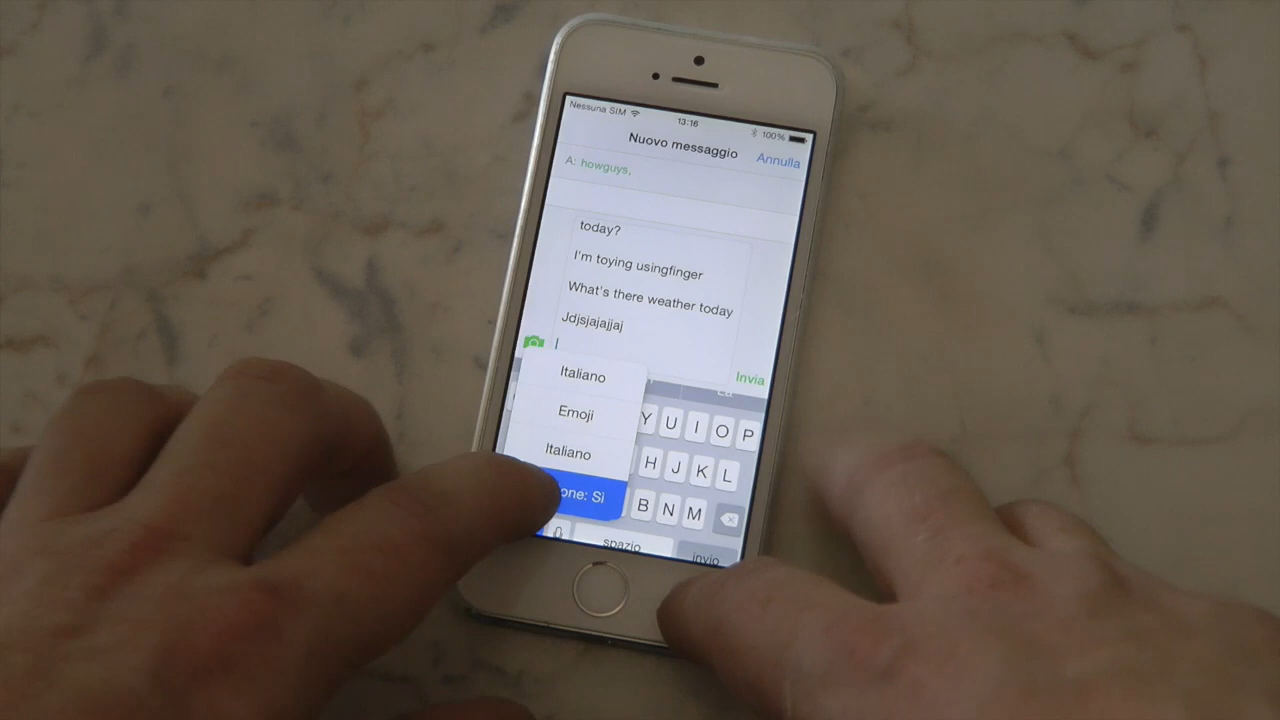 Nessuna SIM
13:16
100%
Nuovo messaggio
Annulla
A: howguys,
today?
I'm toying usingfinger
What's there weather today
Jdjsjajajjaj
Invia
Italiano
Emoji
Italiano
one: Sì
Y U I O P
H J K L
B N M
spazio
invio